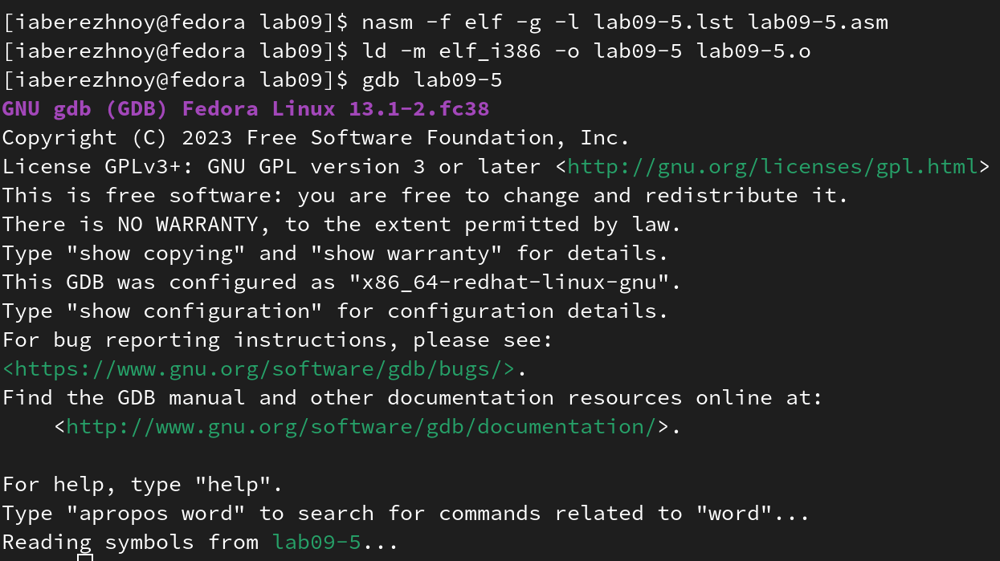 [iaberezhnoy@fedora lab09]$ nasm -f elf -g -l lab09-5.lst lab09-5.asm
[iaberezhnoy@fedora lab09]$ ld -m elf_i386 -o lab09-5 lab09-5.o
[iaberezhnoy@fedora lab09]$ gdb lab09-5
GNU gdb (GDB) Fedora Linux 13.1-2.fc38
Copyright (C) 2023 Free Software Foundation, Inc.
License GPLv3+: GNU GPL version 3 or later <http://gnu.org/licenses/gpl.html>
This is free software: you are free to change and redistribute it.
There is NO WARRANTY, to the extent permitted by law.
Type "show copying" and "show warranty" for details.
This GDB was configured as "x86_64-redhat-linux-gnu".
Type "show configuration" for configuration details.
For bug reporting instructions, please see:
<https://www.gnu.org/software/gdb/bugs/>.
Find the GDB manual and other documentation resources online at:
    <http://www.gnu.org/software/gdb/documentation/>.

For help, type "help".
Type "apropos word" to search for commands related to "word"...
Reading symbols from lab09-5...